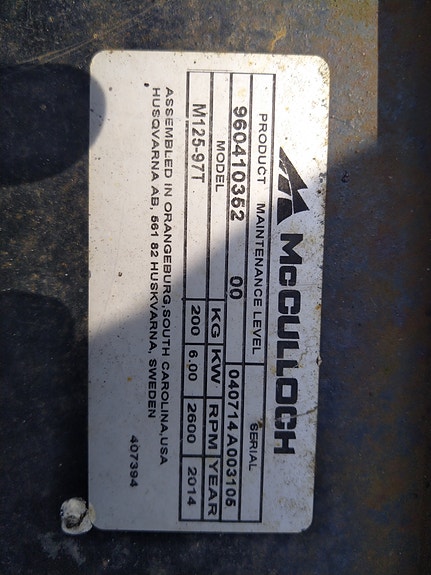 McCULLOCH
PRODUCT MAINTENANCE LEVEL SERIAL
960410352 00 040714A003105
MODEL KG KW RPM YEAR
M125-97T 200 6.00 2600 2014
ASSEMBLED IN ORANGEBURG,SOUTH CAROLINA,USA
HUSQVARNA AB, 561 82 HUSKVARNA, SWEDEN
407394